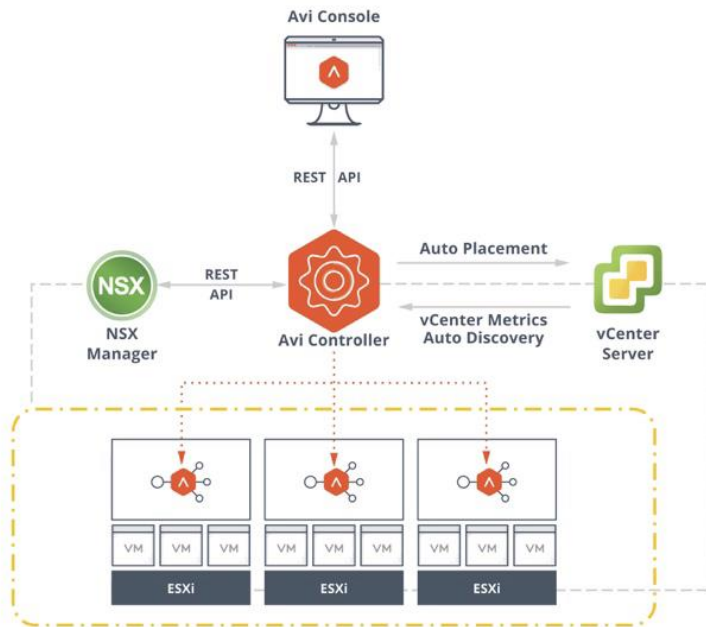 Avi Console
REST API
Auto Placement
NSX
REST
API
NSX
Manager
Avi Controller
vCenter Metrics
Auto Discovery
vCenter
Server
VM VM VM VM VM VM VM VM VM
ESXi ESXi ESXi